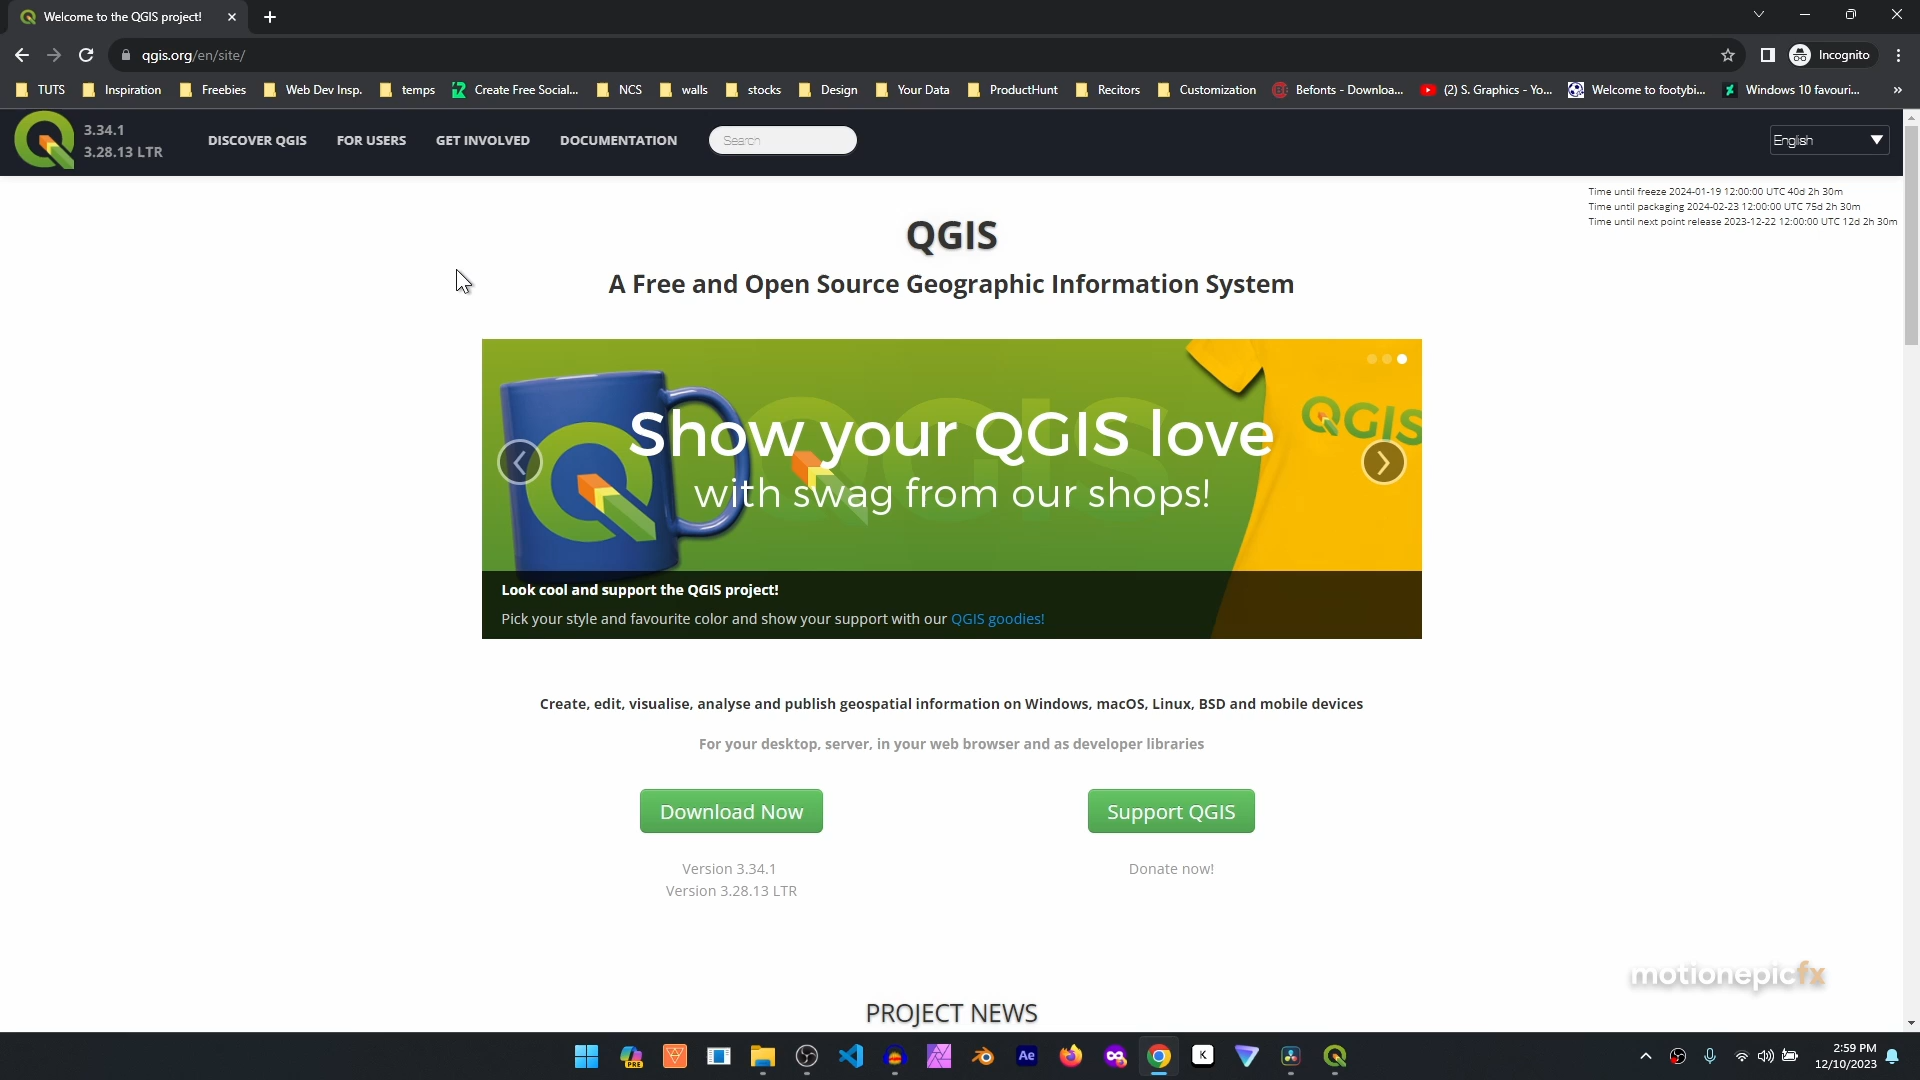 Welcome to the QGIS project!
qgis.org/en/site/
Incognito
TUTS
Inspiration
Freebies
Web Dev Insp.
temps
Create Free Social...
NCS
walls
stocks
Design
Your Data
ProductHunt
Recitors
Customization
Befonts - Downloa...
(2) S. Graphics - Yo...
Welcome to footybi...
Windows 10 favouri...
»
3.34.1
3.28.13 LTR
DISCOVER QGIS
FOR USERS
GET INVOLVED
DOCUMENTATION
Search
English
Time until freeze 2024-01-19 12:00:00 UTC 40d 2h 30m
Time until packaging 2024-02-23 12:00:00 UTC 75d 2h 30m
Time until next point release 2023-12-22 12:00:00 UTC 12d 2h 30m
QGIS
A Free and Open Source Geographic Information System
Show your QGIS love
with swag from our shops!
QGIS
Look cool and support the QGIS project!
Pick your style and favourite color and show your support with our QGIS goodies!
Create, edit, visualise, analyse and publish geospatial information on Windows, macOS, Linux, BSD and mobile devices
For your desktop, server, in your web browser and as developer libraries
Download Now
Support QGIS
Version 3.34.1
Version 3.28.13 LTR
Donate now!
motionepicfx
PROJECT NEWS
PRE
Ae
K
2:59 PM
12/10/2023